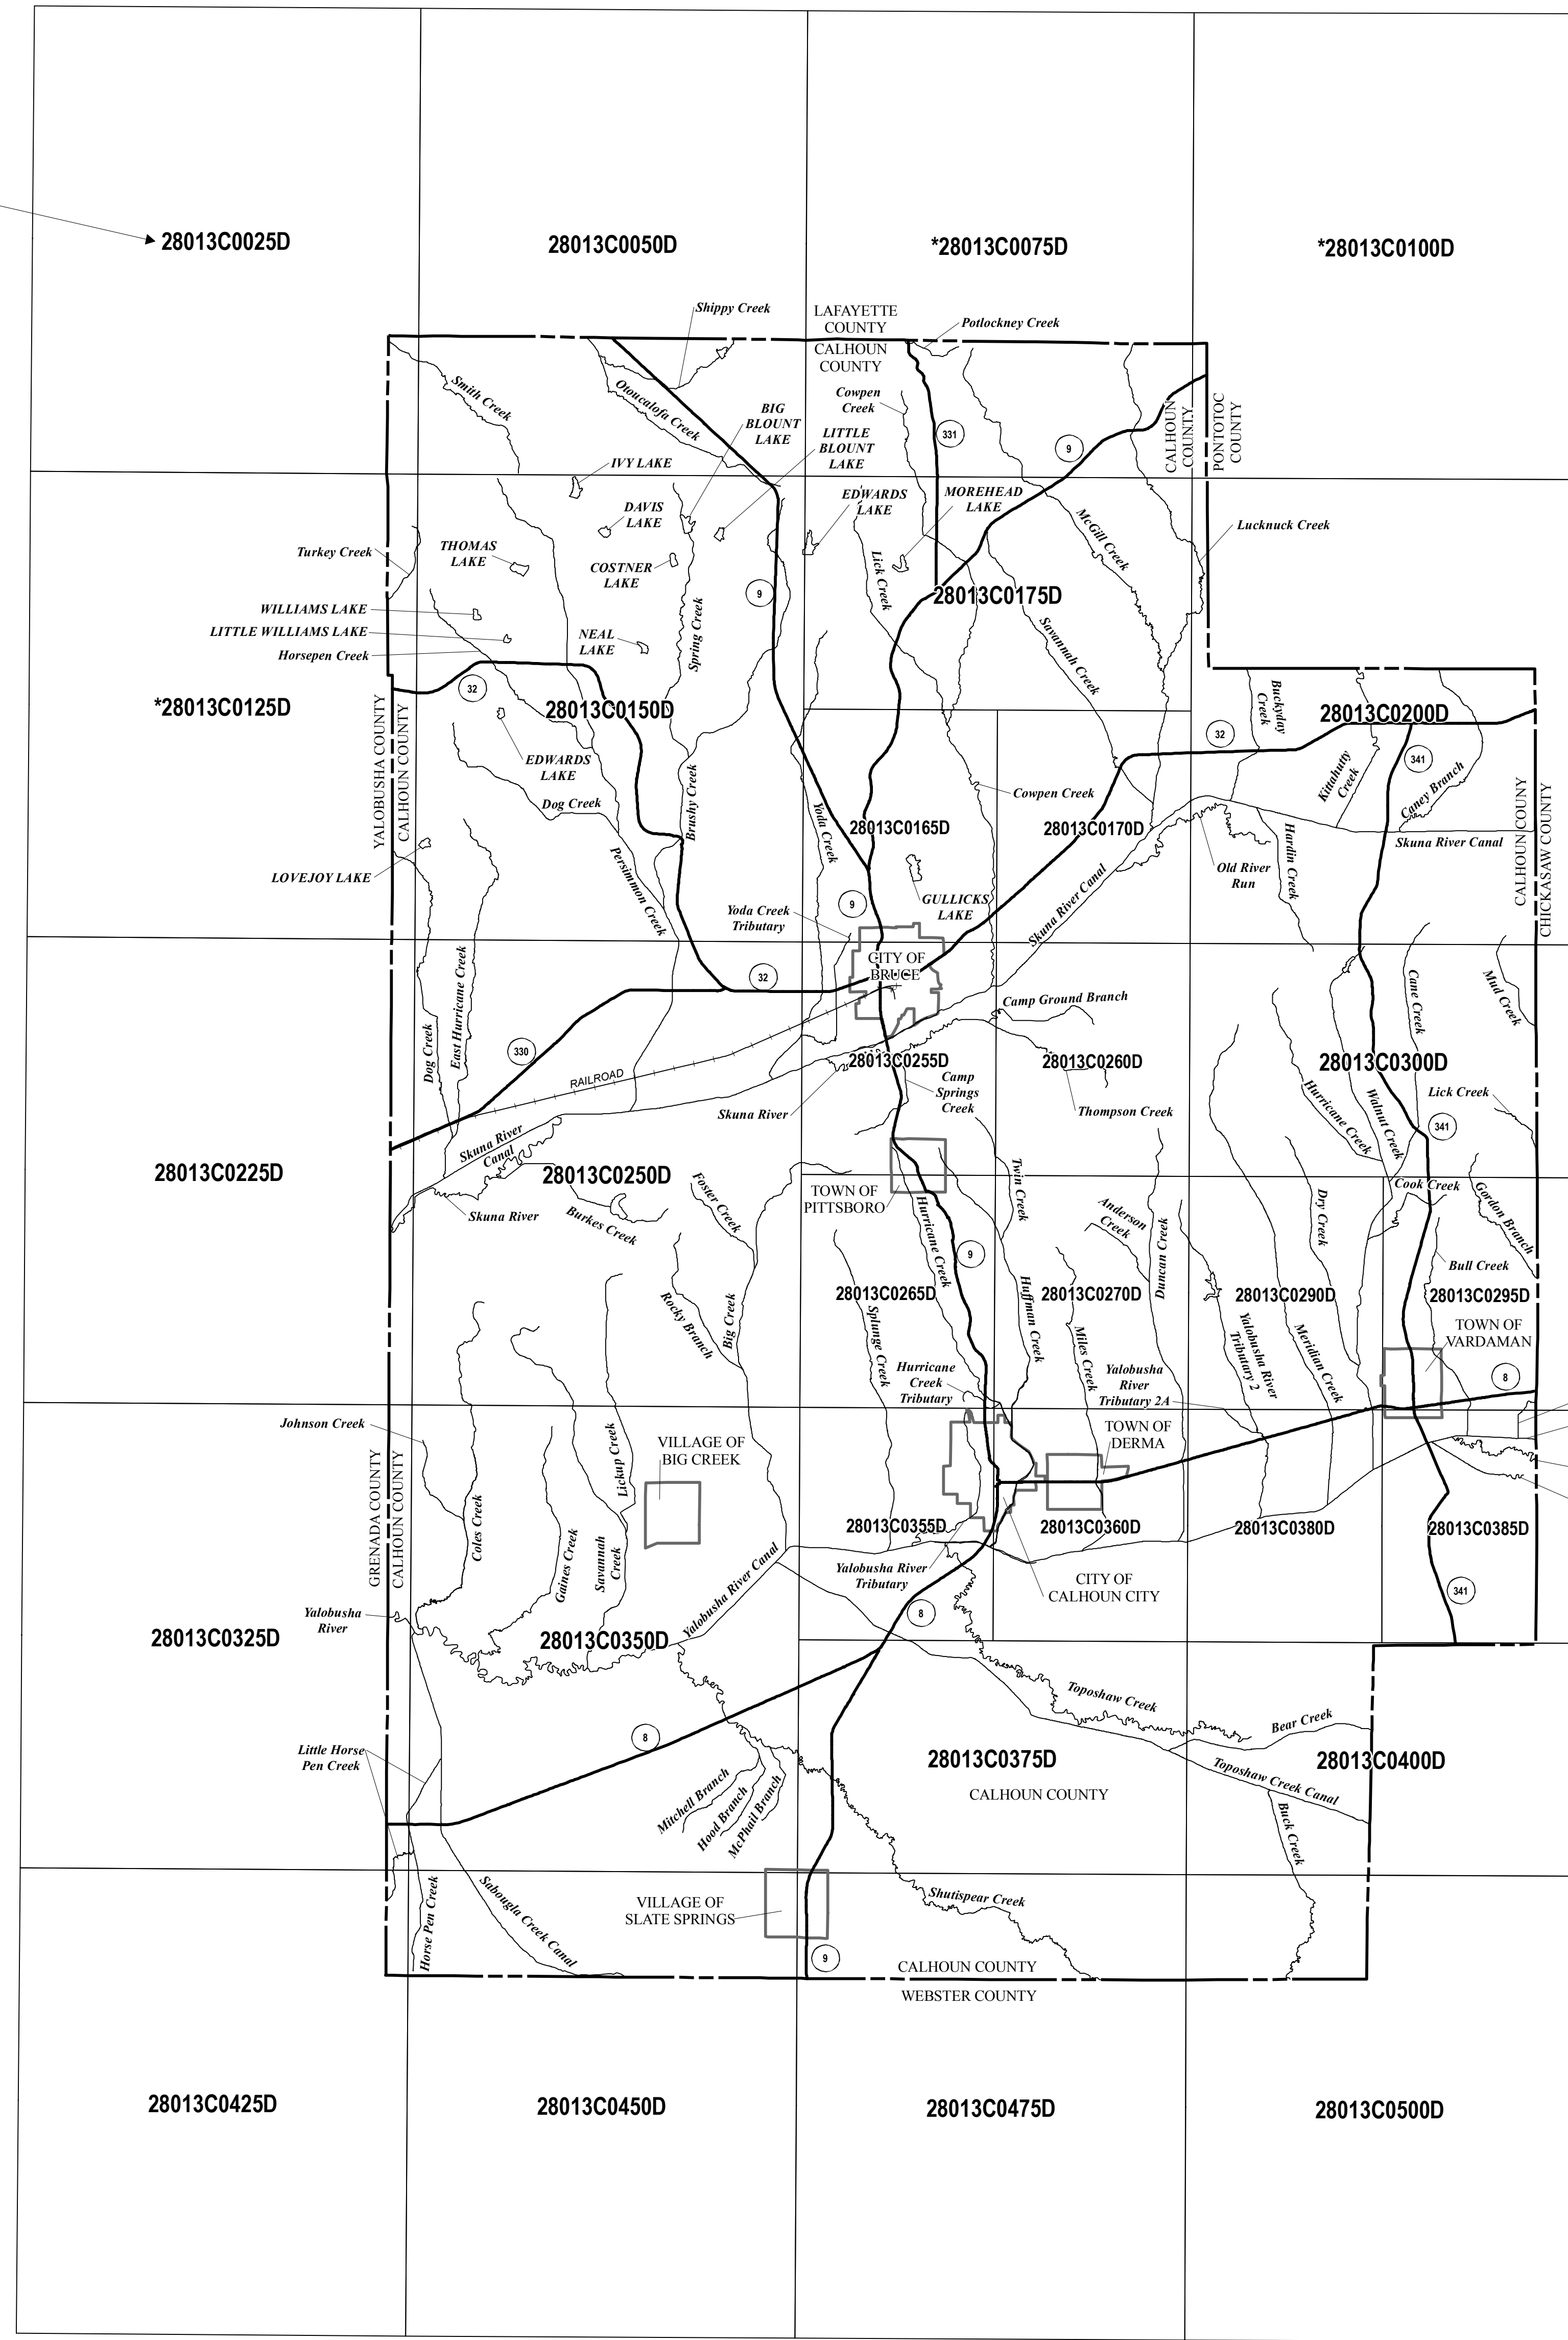 28013C0025D
28013C0050D
*28013C0075D
*28013C0100D
Shippy Creek
LAFAYETTE
COUNTY
CALHOUN
COUNTY
Potlockney Creek
Smith Creek
Otoucalofa Creek
BIG
BLOUNT
LAKE
LITTLE
BLOUNT
LAKE
Cowpen
Creek
331
9
CALHOUN
COUNTY
PONTOTOC
COUNTY
IVY LAKE
DAVIS
LAKE
EDWARDS
LAKE
MOREHEAD
LAKE
McGill Creek
Lucknuck Creek
Turkey Creek
THOMAS
LAKE
COSTNER
LAKE
Lick Creek
9
28013C0175D
WILLIAMS LAKE
LITTLE WILLIAMS LAKE
Horsepen Creek
NEAL
LAKE
Spring Creek
Savannah Creek
32
*28013C0125D
28013C0150D
Buckyday
Creek
28013C0200D
32
341
YALOBUSHA COUNTY
CALHOUN COUNTY
EDWARDS
LAKE
Dog Creek
Brushy Creek
Yoda Creek
Cowpen Creek
Kittahutty
Creek
Caney Branch
CALHOUN COUNY
CHICKASAW COUNTY
28013C0165D
28013C0170D
Skuna River Canal
Hardin Creek
Old River
Run
LOVEJOY LAKE
Persimmon Creek
GULLICKS
LAKE
Skuna River Canal
Yoda Creek
Tributary
9
CITY OF
BRUCE
32
Camp Ground Branch
Cane Creek
Mud Creek
Dog Creek
East Hurricane Creek
330
RAILROAD
28013C0255D
28013C0260D
28013C0300D
Camp
Springs
Creek
Skuna River
Thompson Creek
Hurricane Creek
Walnut Creek
Lick Creek
341
Skuna River
Canal
28013C0225D
28013C0250D
Skuna River
Burkes Creek
Foster Creek
TOWN OF
PITTSBORO
Twin Creek
Hurricane Creek
Anderson
Creek
Duncan Creek
Dry Creek
Cook Creek
Gordon Branch
9
Bull Creek
28013C0265D
28013C0270D
28013C0290D
28013C0295D
Rocky Branch
Big Creek
Splunge Creek
Huffman Creek
Miles Creek
Yalobusha River
Tributary 2
Meridian Creek
TOWN OF
VARDAMAN
Hurricane
Creek
Tributary
Yalobusha
River
Tributary 2A
8
Johnson Creek
VILLAGE OF
BIG CREEK
TOWN OF
DERMA
GRENADA COUNTY
CALHOUN COUNTY
Coles Creek
Lickup Creek
Gaines Creek
Savannah
Creek
28013C0355D
28013C0360D
28013C0380D
28013C0385D
Yalobusha River Canal
Yalobusha River
Tributary
CITY OF
CALHOUN CITY
341
8
Yalobusha
River
28013C0325D
28013C0350D
Toposhaw Creek
Bear Creek
8
Little Horse
Pen Creek
28013C0375D
28013C0400D
CALHOUN COUNTY
Toposhaw Creek Canal
Mitchell Branch
Hood Branch
McPhail Branch
Buck Creek
Horse Pen Creek
Sabougla Creek Canal
VILLAGE OF
SLATE SPRINGS
Shutispear Creek
9
CALHOUN COUNTY
WEBSTER COUNTY
28013C0425D
28013C0450D
28013C0475D
28013C0500D